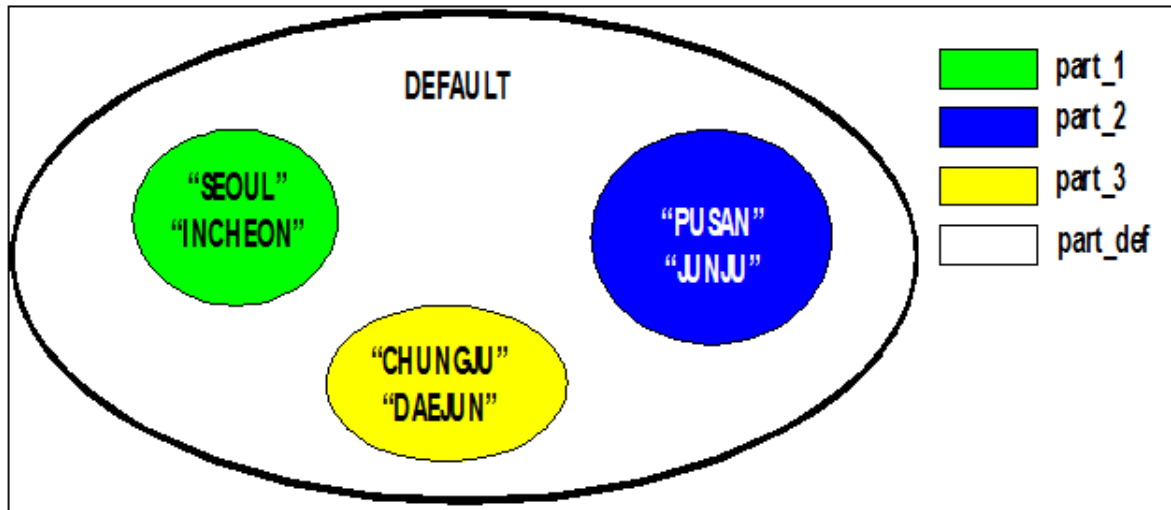 DEFAULT
“SEOUL”
“INCHEON”
“PUSAN”
“JUNJU”
“CHUNGJU”
“DAEJUN”
part_1
part_2
part_3
part_def